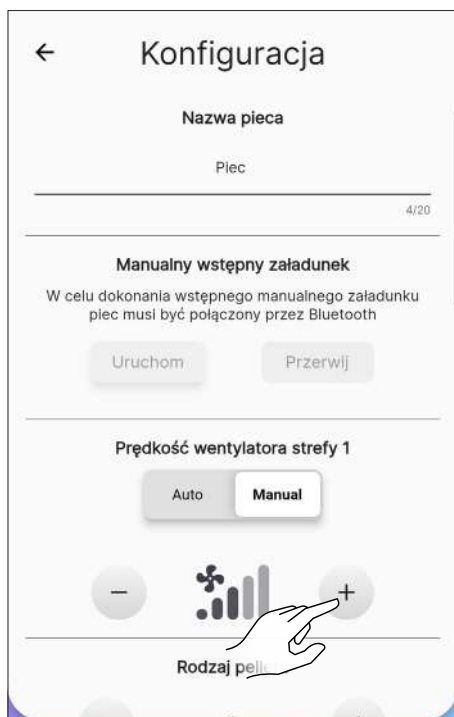 Konfiguracja
Nazwa pieca
Piec
4/20
Manualny wstępny załadunek
W celu dokonania wstępnego manualnego załadunku
piec musi być połączony przez Bluetooth
Uruchom Przerwij
Prędkość wentylatora strefy 1
Auto Manual
− +
Rodzaj